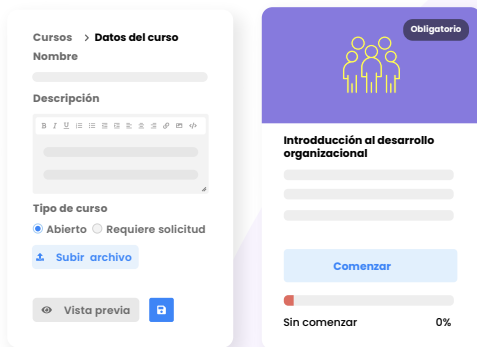 Cursos > Datos del curso
Nombre
Descripción
B I U </>
Tipo de curso
Abierto Requiere solicitud
Subir archivo
Vista previa
Obligatorio
Introdducción al desarrollo
organizacional
Comenzar
Sin comenzar 0%